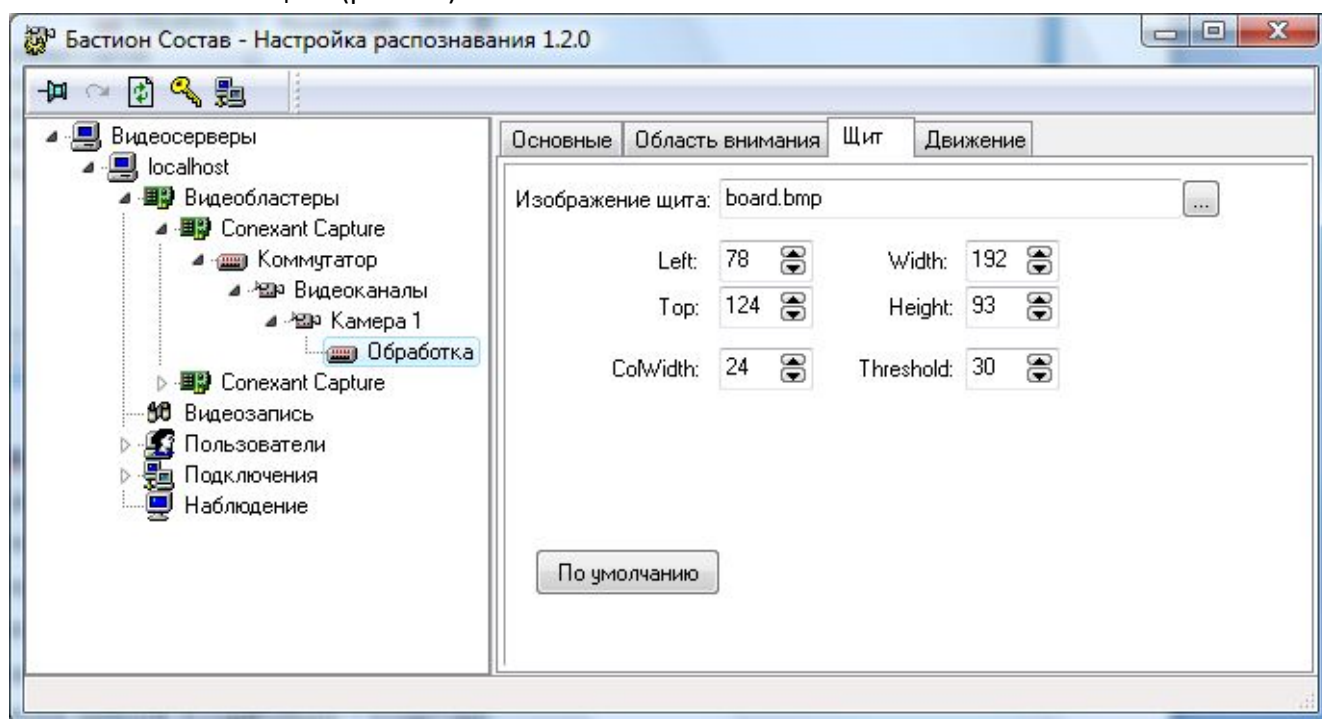 Бастион Состав - Настройка распознавания 1.2.0
Видеосерверы
localhost
Видеобластеры
Conexant Capture
Коммутатор
Видеоканалы
Камера 1
Обработка
Conexant Capture
Видеозапись
Пользователи
Подключения
Наблюдение
Основные Область внимания Щит Движение
Изображение щита: board.bmp ...
Left: 78 Width: 192
Top: 124 Height: 93
ColWidth: 24 Threshold: 30
По умолчанию